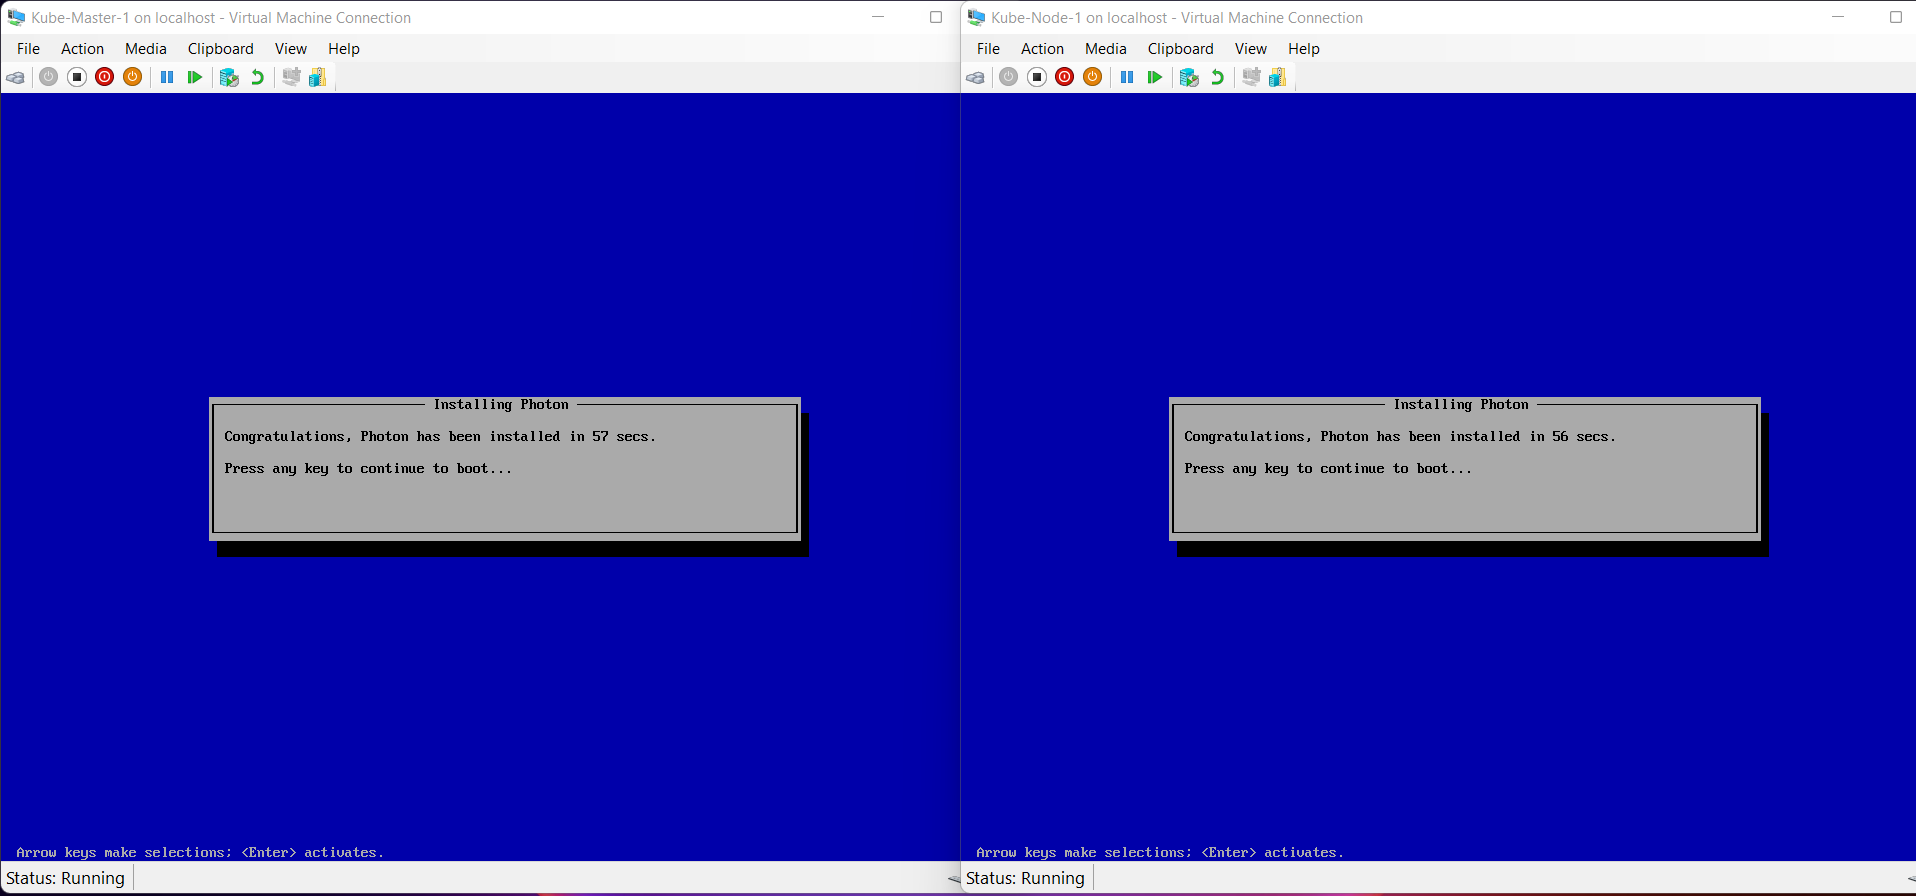 Kube-Master-1 on localhost - Virtual Machine Connection
File Action Media Clipboard View Help
Installing Photon
Congratulations, Photon has been installed in 57 secs.
Press any key to continue to boot...
Arrow keys make selections; <Enter> activates.
Status: Running
Kube-Node-1 on localhost - Virtual Machine Connection
File Action Media Clipboard View Help
Installing Photon
Congratulations, Photon has been installed in 56 secs.
Press any key to continue to boot...
Arrow keys make selections; <Enter> activates.
Status: Running